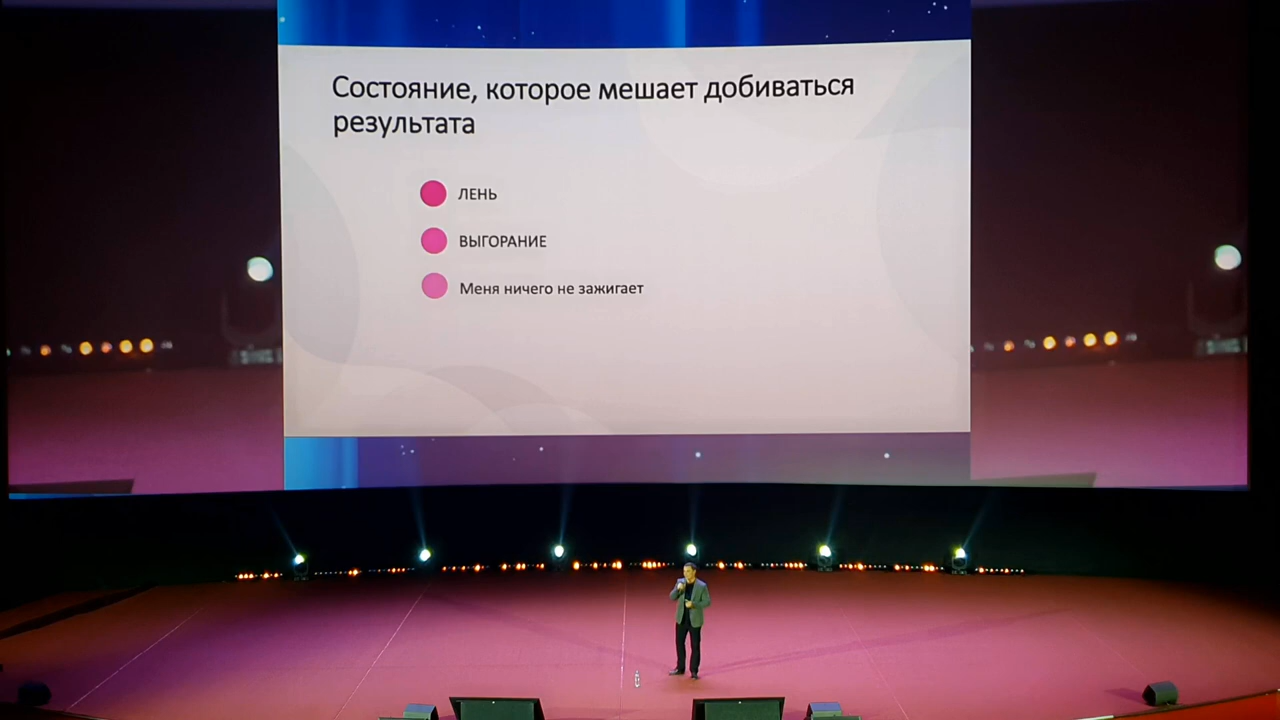 Состояние, которое мешает добиваться
результата
ЛЕНЬ
ВЫГОРАНИЕ
Меня ничего не зажигает